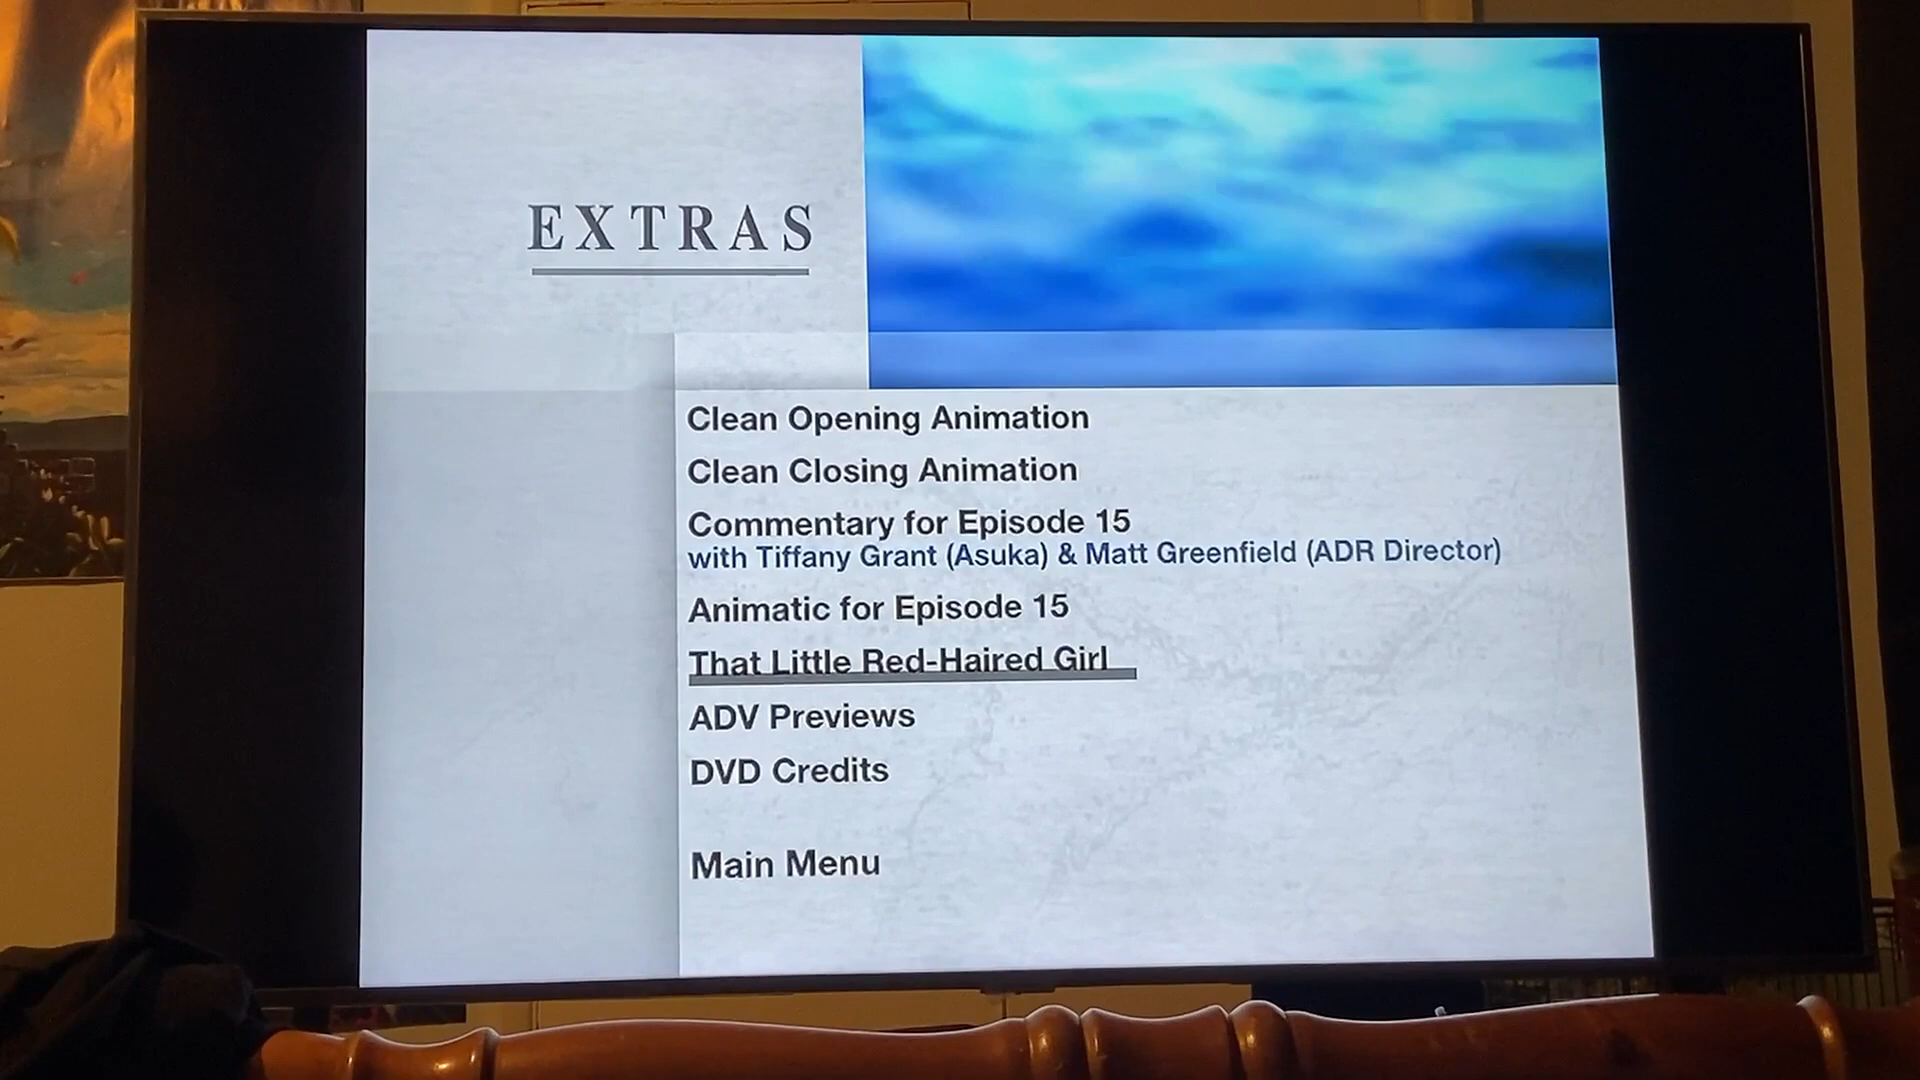 EXTRAS
Clean Opening Animation
Clean Closing Animation
Commentary for Episode 15
with Tiffany Grant (Asuka) & Matt Greenfield (ADR Director)
Animatic for Episode 15
That Little Red-Haired Girl
ADV Previews
DVD Credits
Main Menu